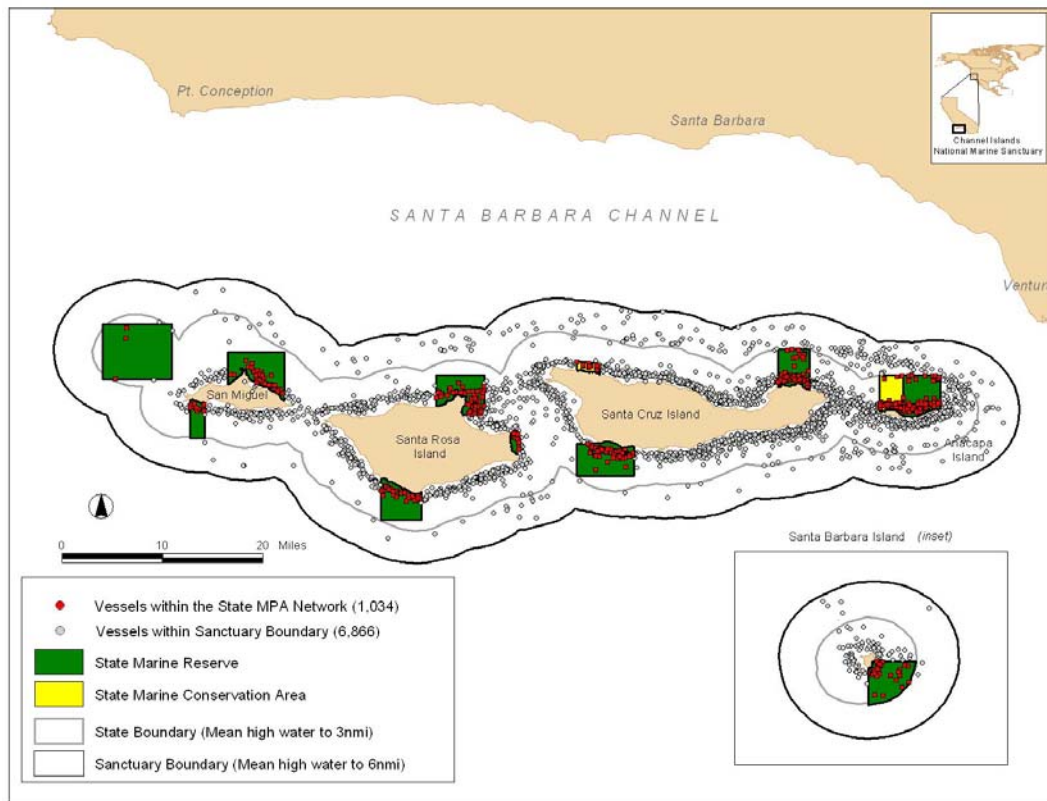 Pt. Conception
Santa Barbara
Channel Islands
National Marine Sanctuary
SANTA BARBARA CHANNEL
Ventur
San Miguel
Santa Rosa
Island
Santa Cruz Island
Anacapa
Island
0 10 20 Miles
Santa Barbara Island (inset)
Vessels within the State MPA Network (1,034)
Vessels within Sanctuary Boundary (6,866)
State Marine Reserve
State Marine Conservation Area
State Boundary (Mean high water to 3nmi)
Sanctuary Boundary (Mean high water to 6nmi)